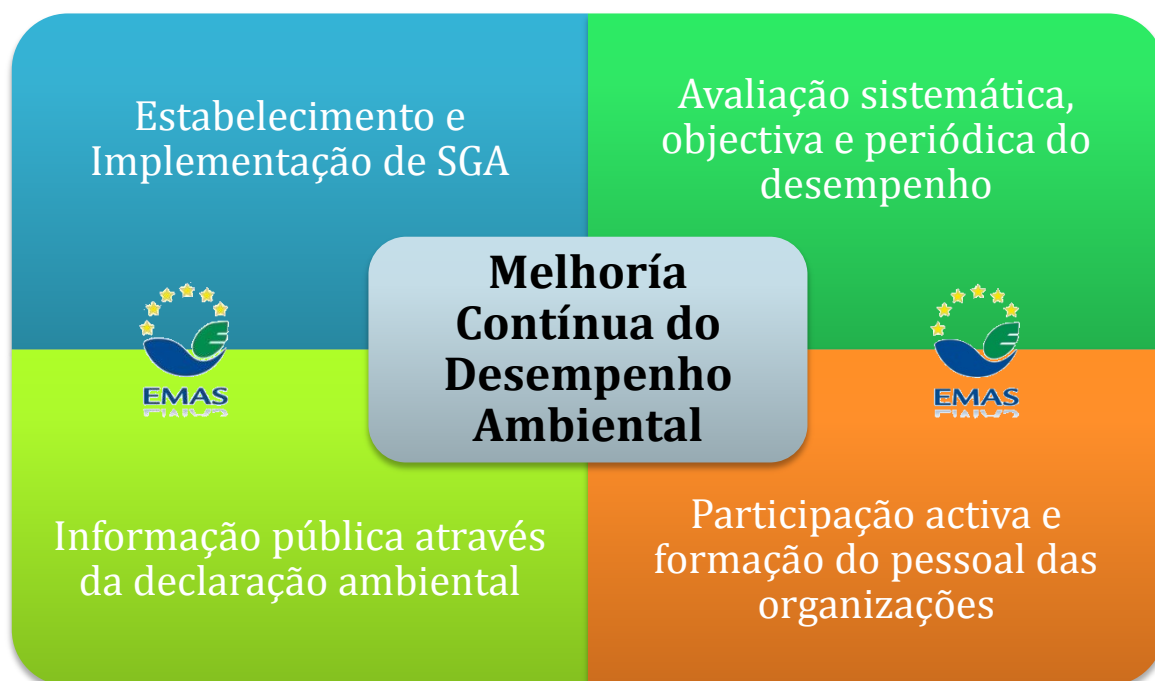 Estabelecimento e
Implementação de SGA
Avaliação sistemática,
objectiva e periódica do
desempenho
Melhoría
Contínua do
Desempenho
Ambiental
EMAS
EMAS
Informação pública através
da declaração ambiental
Participação activa e
formação do pessoal das
organizações